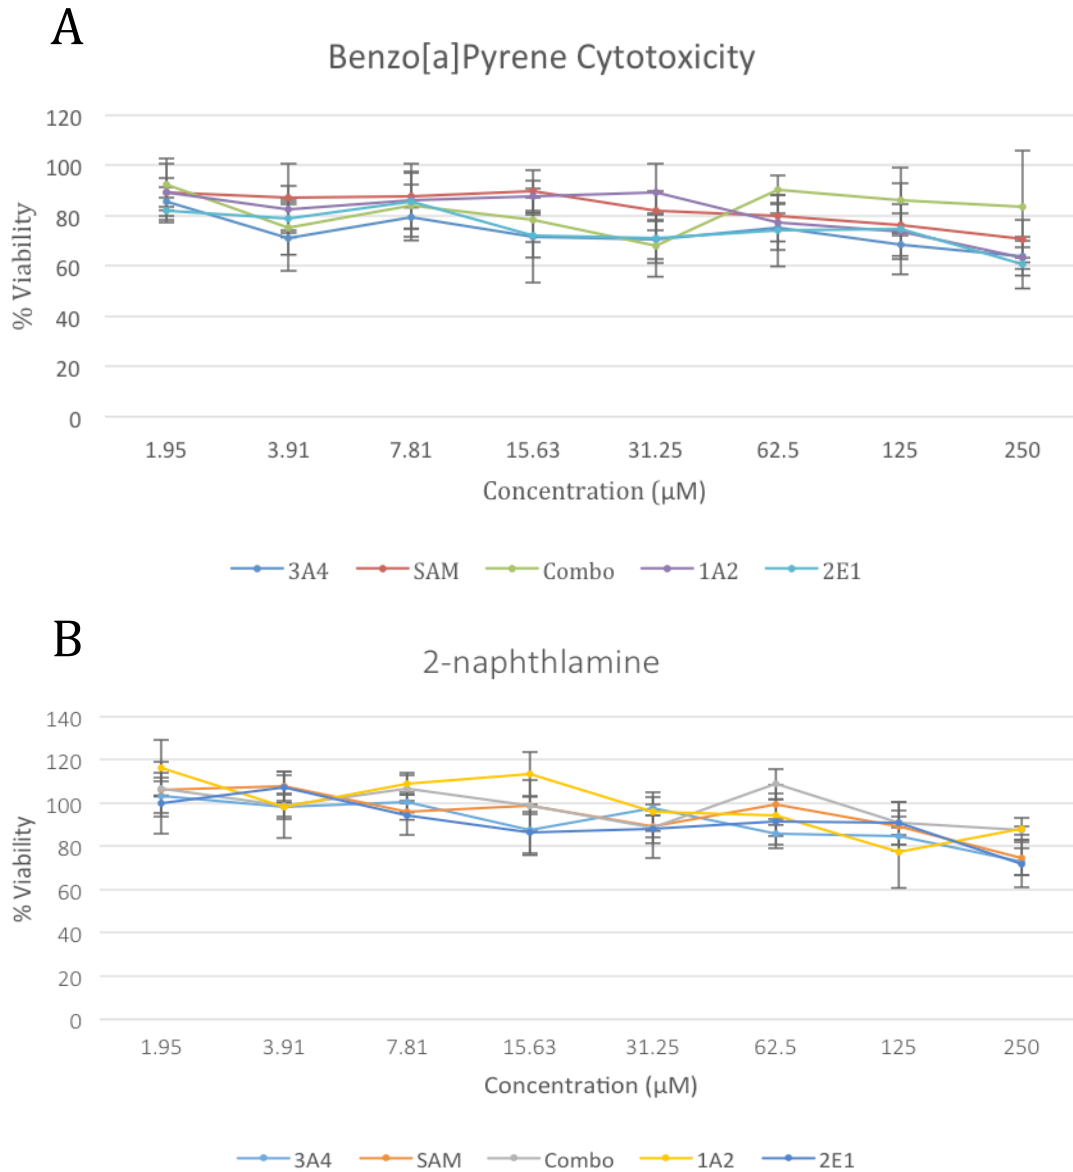 A
Benzo[a]Pyrene Cytotoxicity
120
100
80
60
40
20
0
% Viability
1.95 3.91 7.81 15.63 31.25 62.5 125 250
Concentration (µM)
3A4 SAM Combo 1A2 2E1
B
2-naphthlamine
140
120
100
80
60
40
20
0
% Viability
1.95 3.91 7.81 15.63 31.25 62.5 125 250
Concentration (µM)
3A4 SAM Combo 1A2 2E1